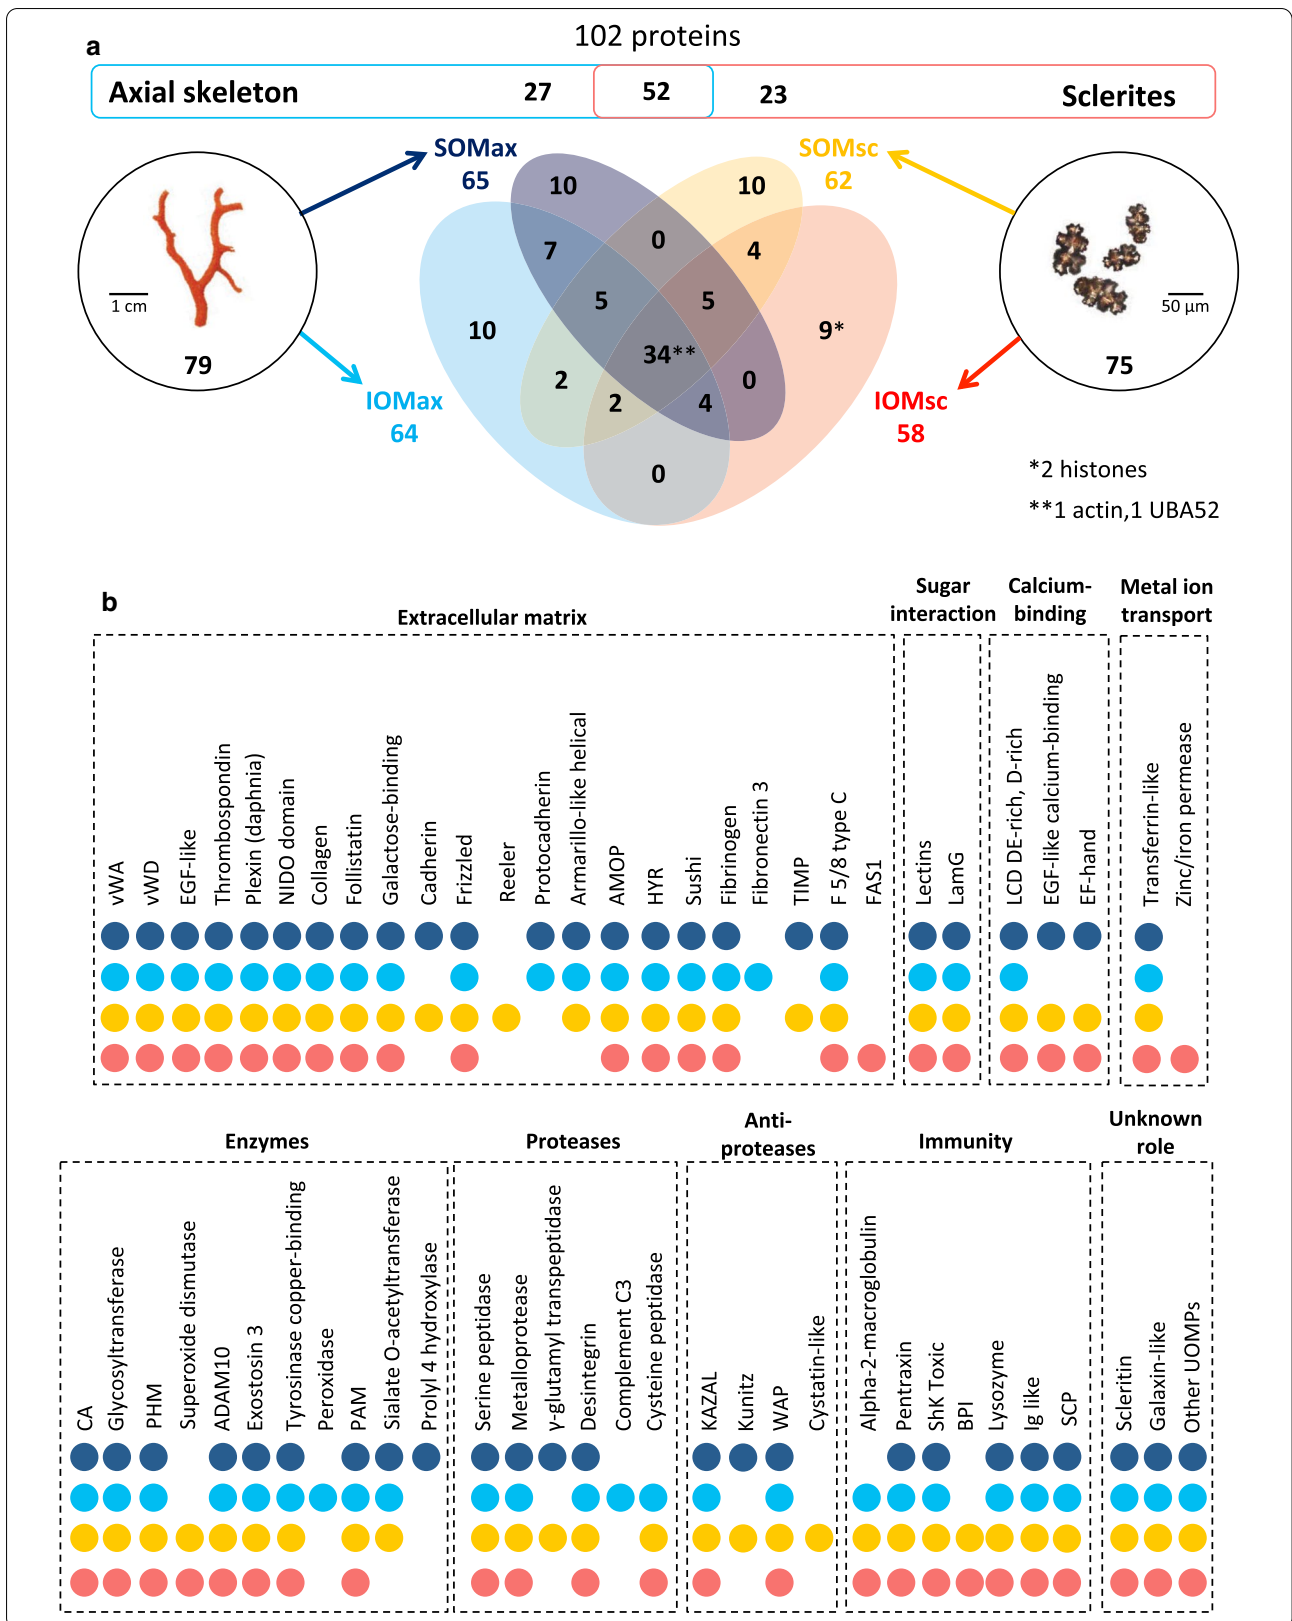 a
102 proteins
Axial skeleton 27 52 23 Sclerites
SOMax
65
SOMsc
62
10
10
7
0
4
1 cm
5
5
50 µm
10
9*
34**
79
75
2
0
2
4
IOMax
64
IOMsc
58
0
*2 histones
**1 actin,1 UBA52
b
Extracellular matrix
Sugar
interaction
Calcium-
binding
Metal ion
transport
vWA
vWD
EGF-like
Thrombospondin
Plexin (daphnia)
NIDO domain
Collagen
Follistatin
Galactose-binding
Cadherin
Frizzled
Reeler
Protocadherin
Armarillo-like helical
AMOP
HYR
Sushi
Fibrinogen
Fibronectin 3
TIMP
F 5/8 type C
FAS1
Lectins
LamG
LCD DE-rich, D-rich
EGF-like calcium-binding
EF-hand
Transferrin-like
Zinc/iron permease
Enzymes
Proteases
Anti-
proteases
Immunity
Unknown
role
CA
Glycosyltransferase
PHM
Superoxide dismutase
ADAM10
Exostosin 3
Tyrosinase copper-binding
Peroxidase
PAM
Sialate O-acetyltransferase
Prolyl 4 hydroxylase
Serine peptidase
Metalloprotease
γ-glutamyl transpeptidase
Desintegrin
Complement C3
Cysteine peptidase
KAZAL
Kunitz
WAP
Cystatin-like
Alpha-2-macroglobulin
Pentraxin
ShK Toxic
BPI
Lysozyme
Ig like
SCP
Scleritin
Galaxin-like
Other UOMPs